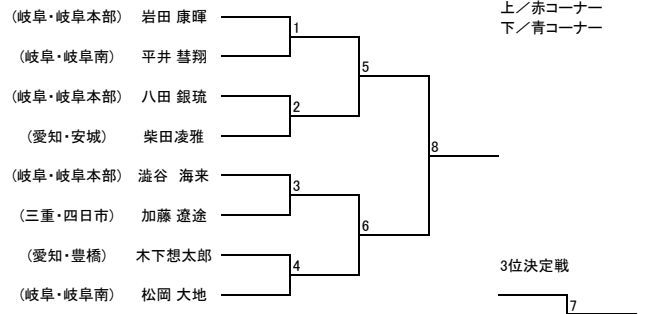 上／赤コーナー
下／青コーナー
(岐阜・岐阜本部) 岩田 康暉
1
(岐阜・岐阜南) 平井 彗翔
5
(岐阜・岐阜本部) 八田 銀琉
2
(愛知・安城) 柴田凌雅
8
(岐阜・岐阜本部) 澁谷 海来
3
(三重・四日市) 加藤 遼途
6
(愛知・豊橋) 木下想太郎
4
(岐阜・岐阜南) 松岡 大地
3位決定戦
7